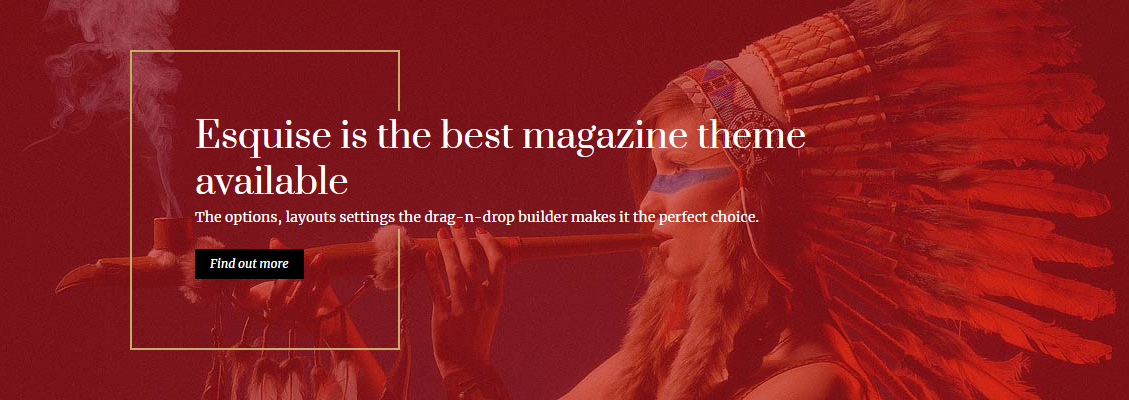 Esquise is the best magazine theme
available
The options, layouts settings the drag-n-drop builder makes it the perfect choice.
Find out more